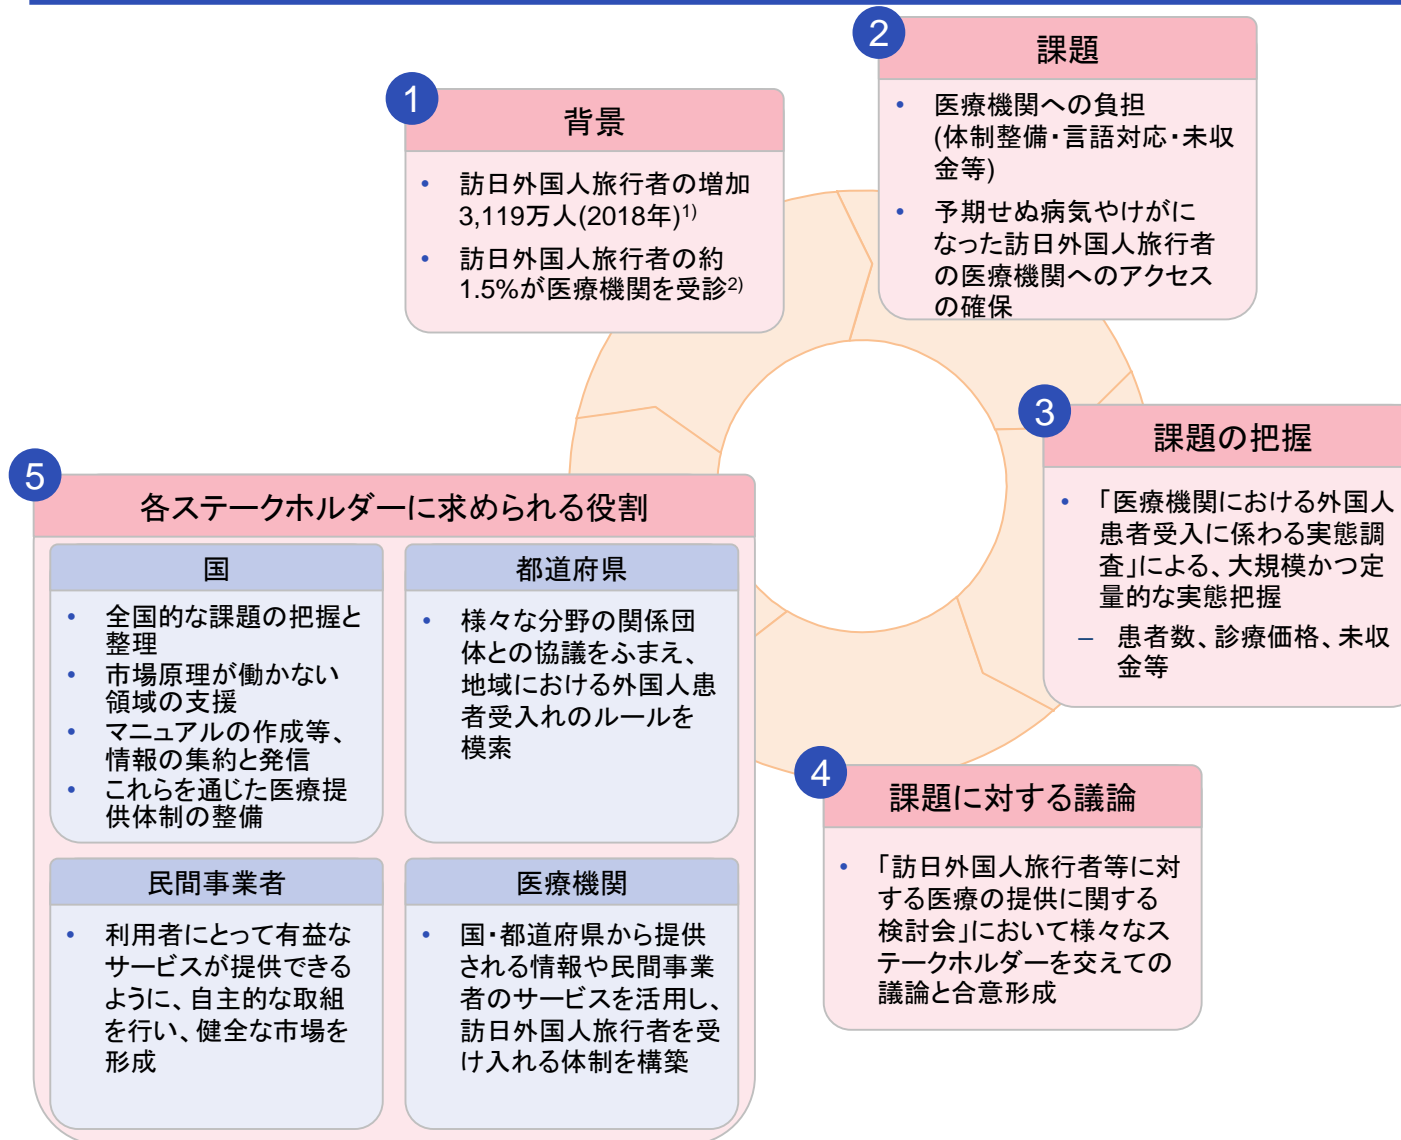 1
背景
• 訪日外国人旅行者の増加
3,119万人(2018年)1)
• 訪日外国人旅行者の約
1.5%が医療機関を受診2)
2
課題
• 医療機関への負担
(体制整備・言語対応・未収
金等)
• 予期せぬ病気やけがに
なった訪日外国人旅行者
の医療機関へのアクセス
の確保
3
課題の把握
• 「医療機関における外国人
患者受入に係わる実態調
査」による、大規模かつ定
量的な実態把握
– 患者数、診療価格、未収
金等
4
課題に対する議論
• 「訪日外国人旅行者等に対
する医療の提供に関する
検討会」において様々なス
テークホルダーを交えての
議論と合意形成
5
各ステークホルダーに求められる役割
国
• 全国的な課題の把握と
整理
• 市場原理が働かない
領域の支援
• マニュアルの作成等、
情報の集約と発信
• これらを通じた医療提
供体制の整備
都道府県
• 様々な分野の関係団
体との協議をふまえ、
地域における外国人患
者受入れのルールを
模索
民間事業者
• 利用者にとって有益な
サービスが提供できる
ように、自主的な取組
を行い、健全な市場を
形成
医療機関
• 国・都道府県から提供
される情報や民間事業
者のサービスを活用し、
訪日外国人旅行者を受
け入れる体制を構築